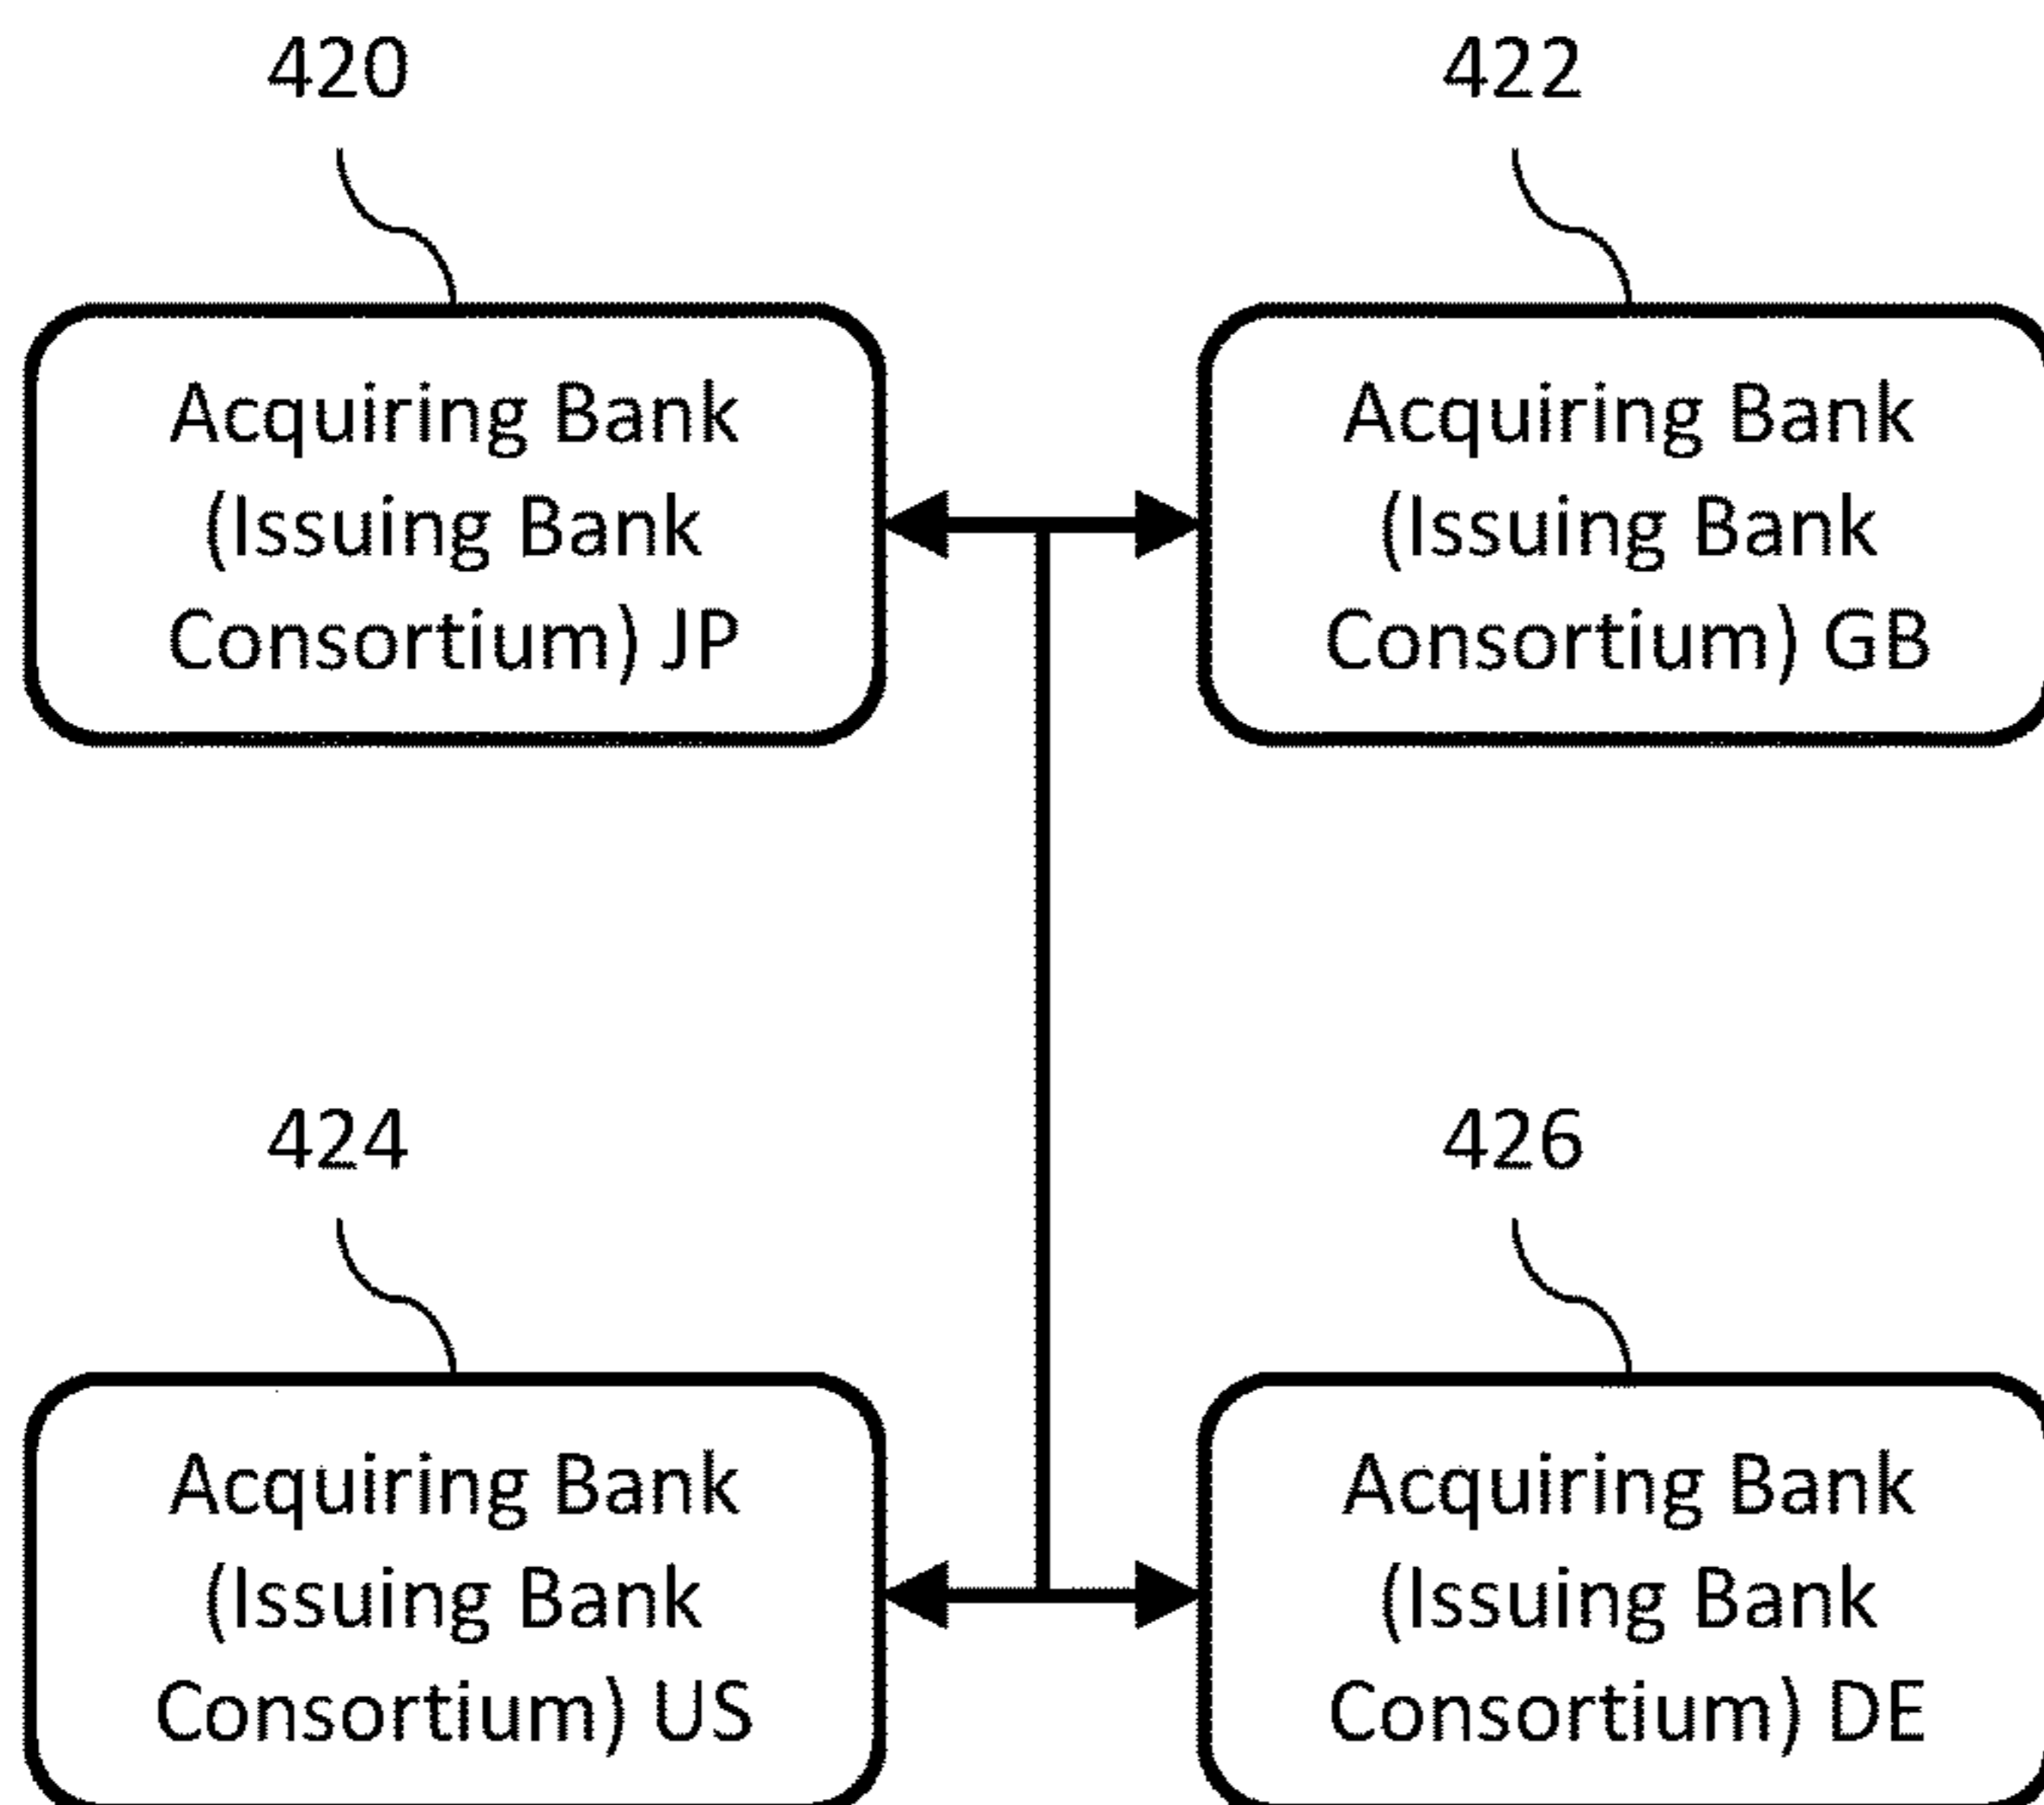 420
Acquiring Bank
(Issuing Bank
Consortium) JP
422
Acquiring Bank
(Issuing Bank
Consortium) GB
424
Acquiring Bank
(Issuing Bank
Consortium) US
426
Acquiring Bank
(Issuing Bank
Consortium) DE